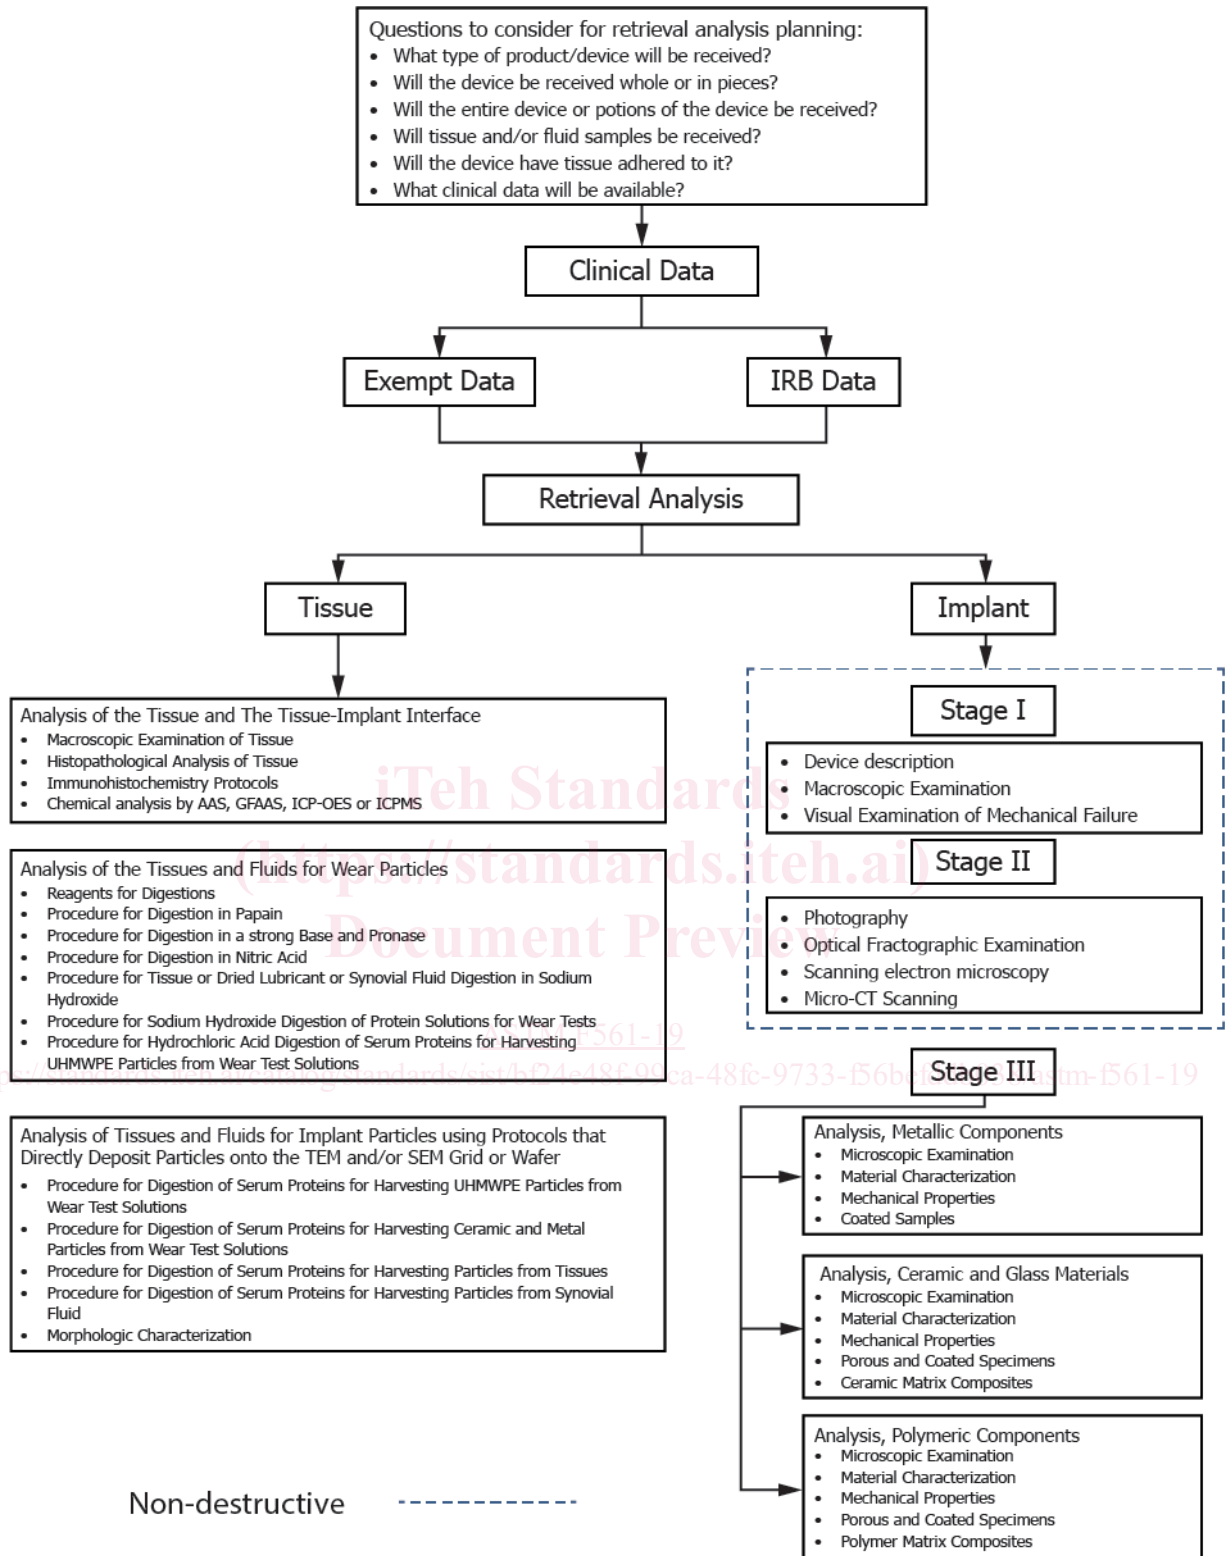 Questions to consider for retrieval analysis planning:
• What type of product/device will be received?
• Will the device be received whole or in pieces?
• Will the entire device or potions of the device be received?
• Will tissue and/or fluid samples be received?
• Will the device have tissue adhered to it?
• What clinical data will be available?
Clinical Data
Exempt Data
IRB Data
Retrieval Analysis
Tissue
Implant
Analysis of the Tissue and The Tissue-Implant Interface
• Macroscopic Examination of Tissue
• Histopathological Analysis of Tissue
• Immunohistochemistry Protocols
• Chemical analysis by AAS, GFAAS, ICP-OES or ICPMS
Analysis of the Tissues and Fluids for Wear Particles
• Reagents for Digestions
• Procedure for Digestion in Papain
• Procedure for Digestion in a strong Base and Pronase
• Procedure for Digestion in Nitric Acid
• Procedure for Tissue or Dried Lubricant or Synovial Fluid Digestion in Sodium
Hydroxide
• Procedure for Sodium Hydroxide Digestion of Protein Solutions for Wear Tests
• Procedure for Hydrochloric Acid Digestion of Serum Proteins for Harvesting
UHMWPE Particles from Wear Test Solutions
Analysis of Tissues and Fluids for Implant Particles using Protocols that
Directly Deposit Particles onto the TEM and/or SEM Grid or Wafer
• Procedure for Digestion of Serum Proteins for Harvesting UHMWPE Particles from
Wear Test Solutions
• Procedure for Digestion of Serum Proteins for Harvesting Ceramic and Metal
Particles from Wear Test Solutions
• Procedure for Digestion of Serum Proteins for Harvesting Particles from Tissues
• Procedure for Digestion of Serum Proteins for Harvesting Particles from Synovial
Fluid
• Morphologic Characterization
Stage I
• Device description
• Macroscopic Examination
• Visual Examination of Mechanical Failure
Stage II
• Photography
• Optical Fractographic Examination
• Scanning electron microscopy
• Micro-CT Scanning
Stage III
Analysis, Metallic Components
• Microscopic Examination
• Material Characterization
• Mechanical Properties
• Coated Samples
Analysis, Ceramic and Glass Materials
• Microscopic Examination
• Material Characterization
• Mechanical Properties
• Porous and Coated Specimens
• Ceramic Matrix Composites
Analysis, Polymeric Components
• Microscopic Examination
• Material Characterization
• Mechanical Properties
• Porous and Coated Specimens
• Polymer Matrix Composites
Non-destructive
iTeh Standards
(https://standards.iteh.ai)
Document Preview